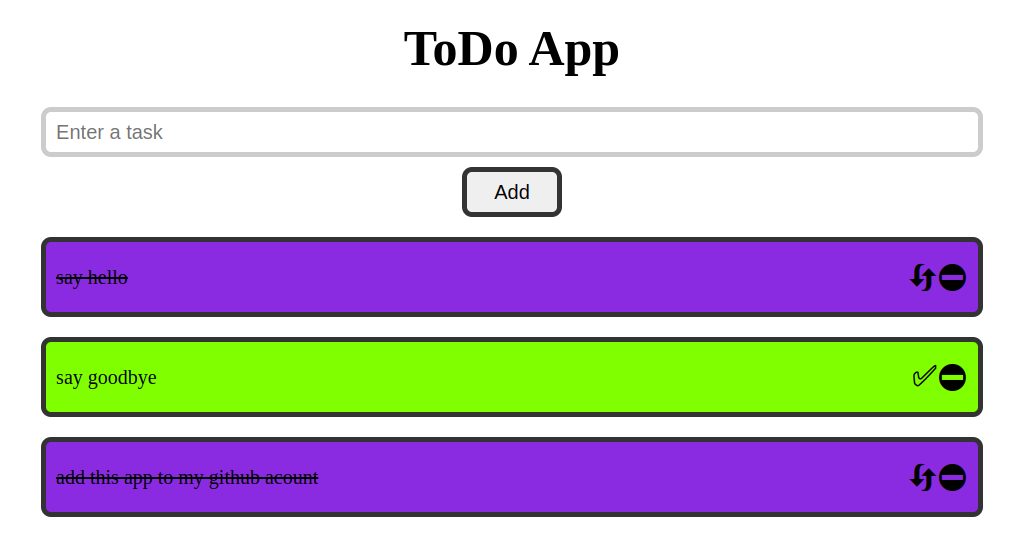 ToDo App
Enter a task
Add
say hello
say goodbye
add this app to my github acount